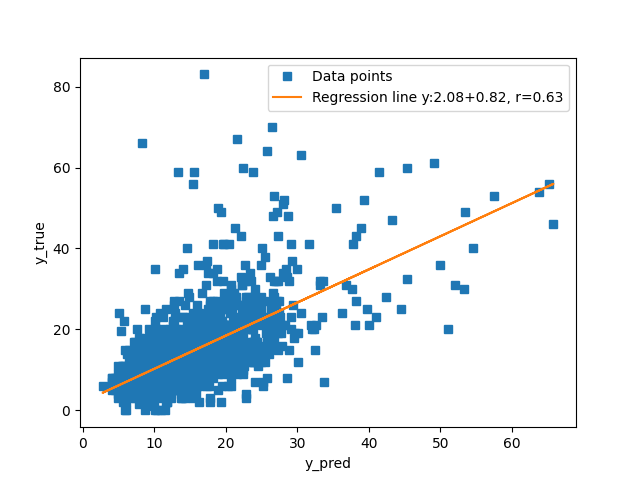 Data points
Regression line y:2.08+0.82, r=0.63
80
60
40
20
0
y_true
0 10 20 30 40 50 60
y_pred